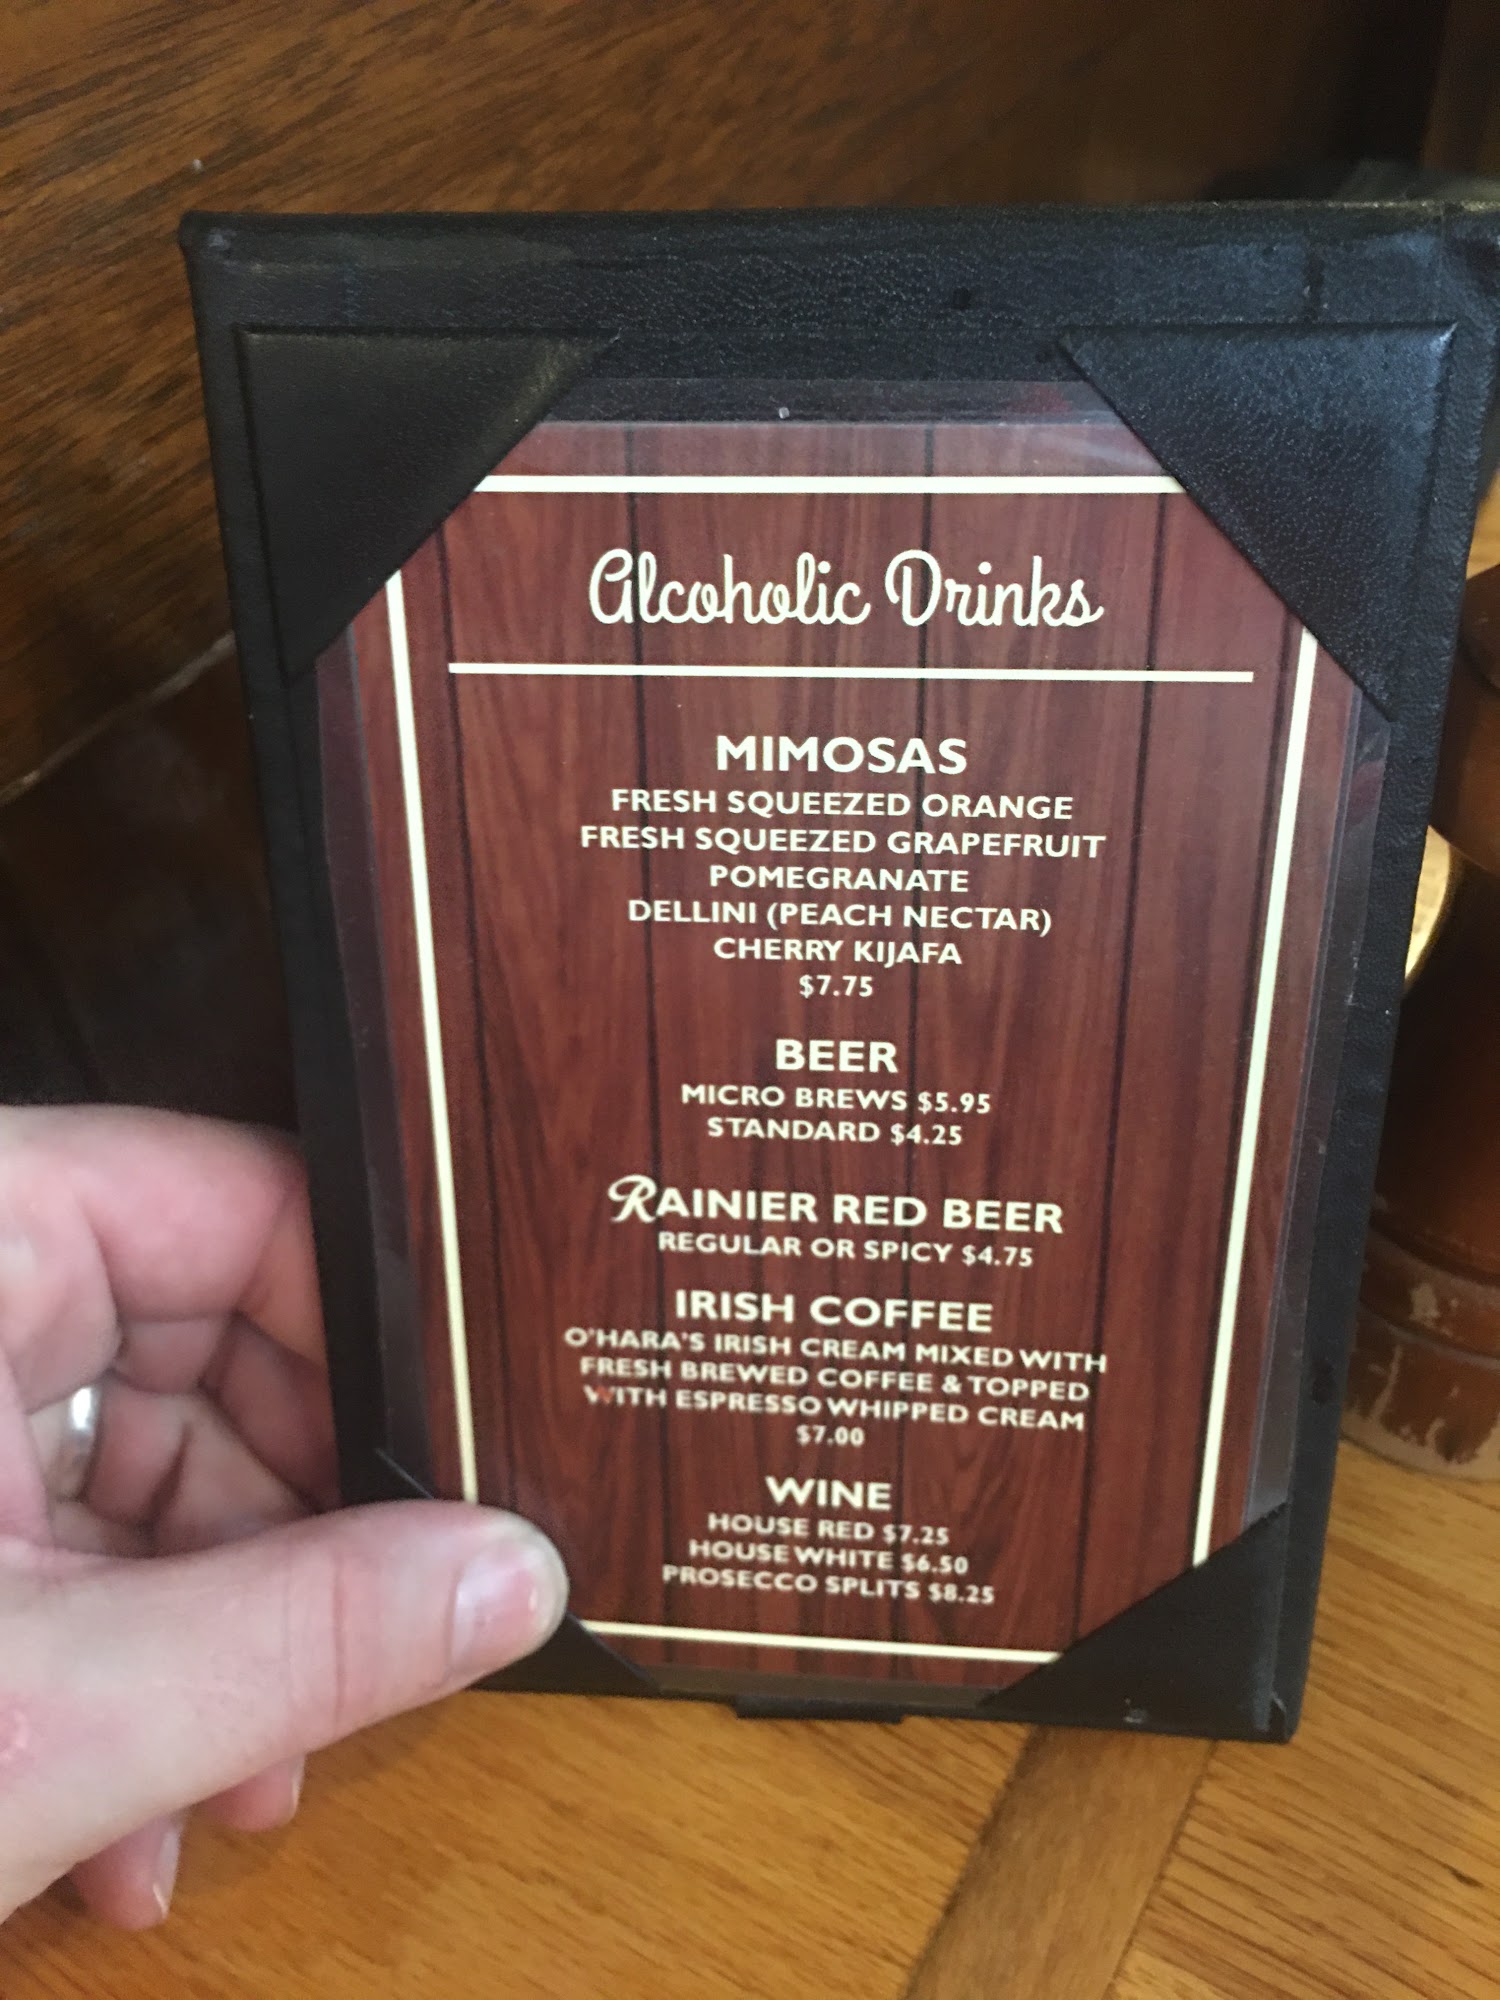 Alcoholic Drinks
MIMOSAS
FRESH SQUEEZED ORANGE
FRESH SQUEEZED GRAPEFRUIT
POMEGRANATE
DELLINI (PEACH NECTAR)
CHERRY KIJAFA
$7.75
BEER
MICRO BREWS $5.95
STANDARD $4.25
RAINIER RED BEER
REGULAR OR SPICY $4.75
IRISH COFFEE
O'HARA'S IRISH CREAM MIXED WITH
FRESH BREWED COFFEE & TOPPED
WITH ESPRESSO WHIPPED CREAM
$7.00
WINE
HOUSE RED $7.25
HOUSE WHITE $6.50
PROSECCO SPLITS $8.25